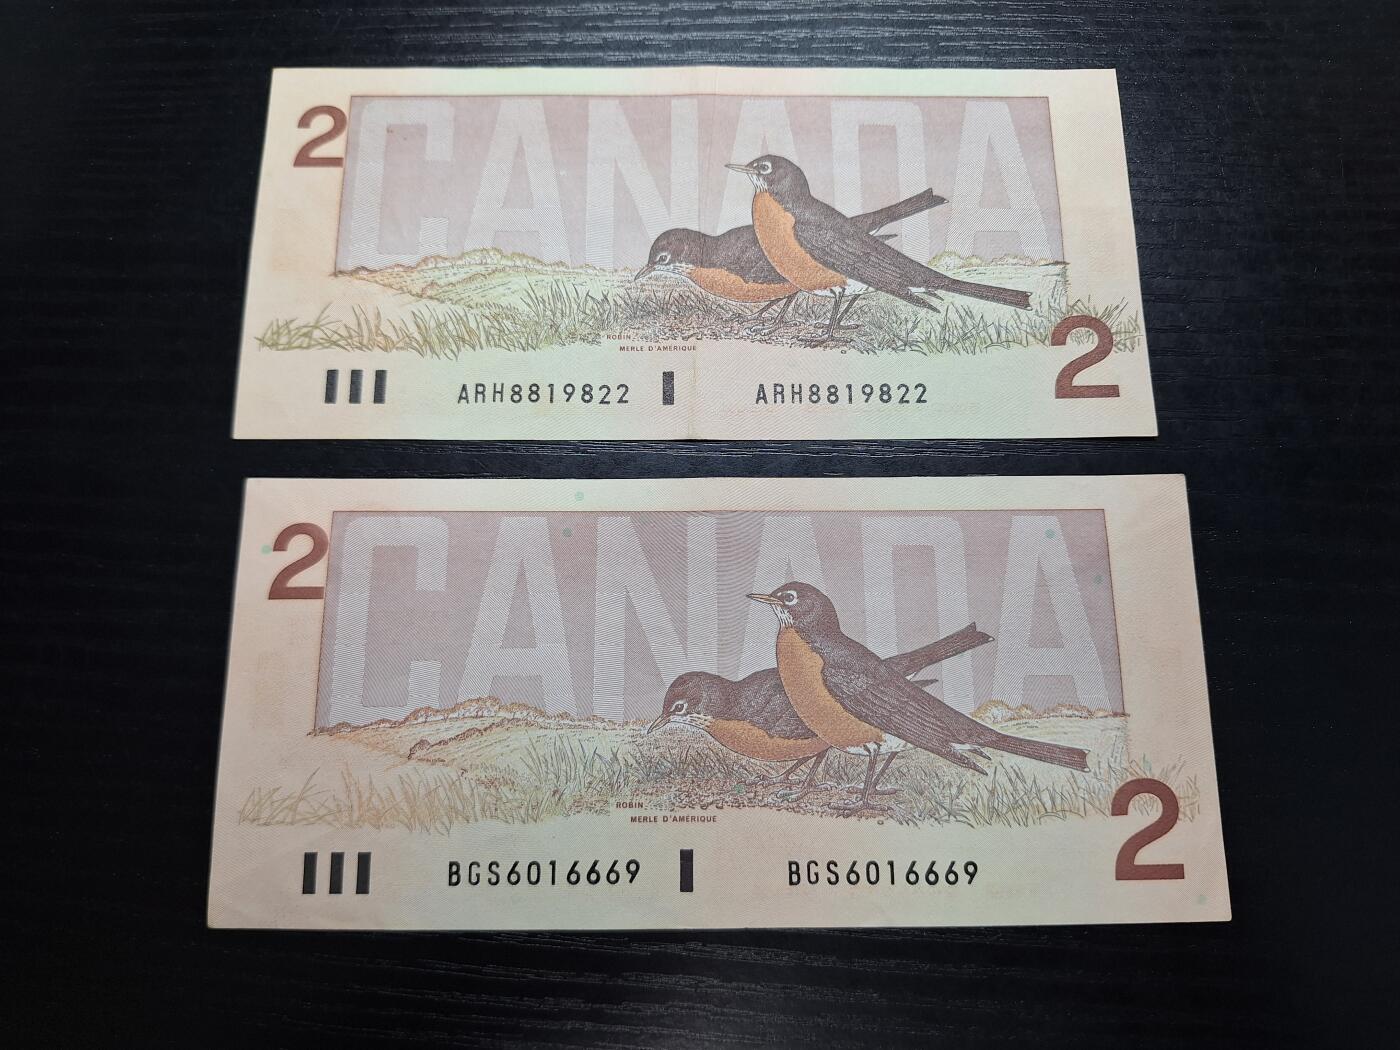 2
CANADA
ROBIN
MERLE D'AMÉRIQUE
2
ARH8819822 ARH8819822
2
CANADA
ROBIN
MERLE D'AMÉRIQUE
2
BGS6016669 BGS6016669